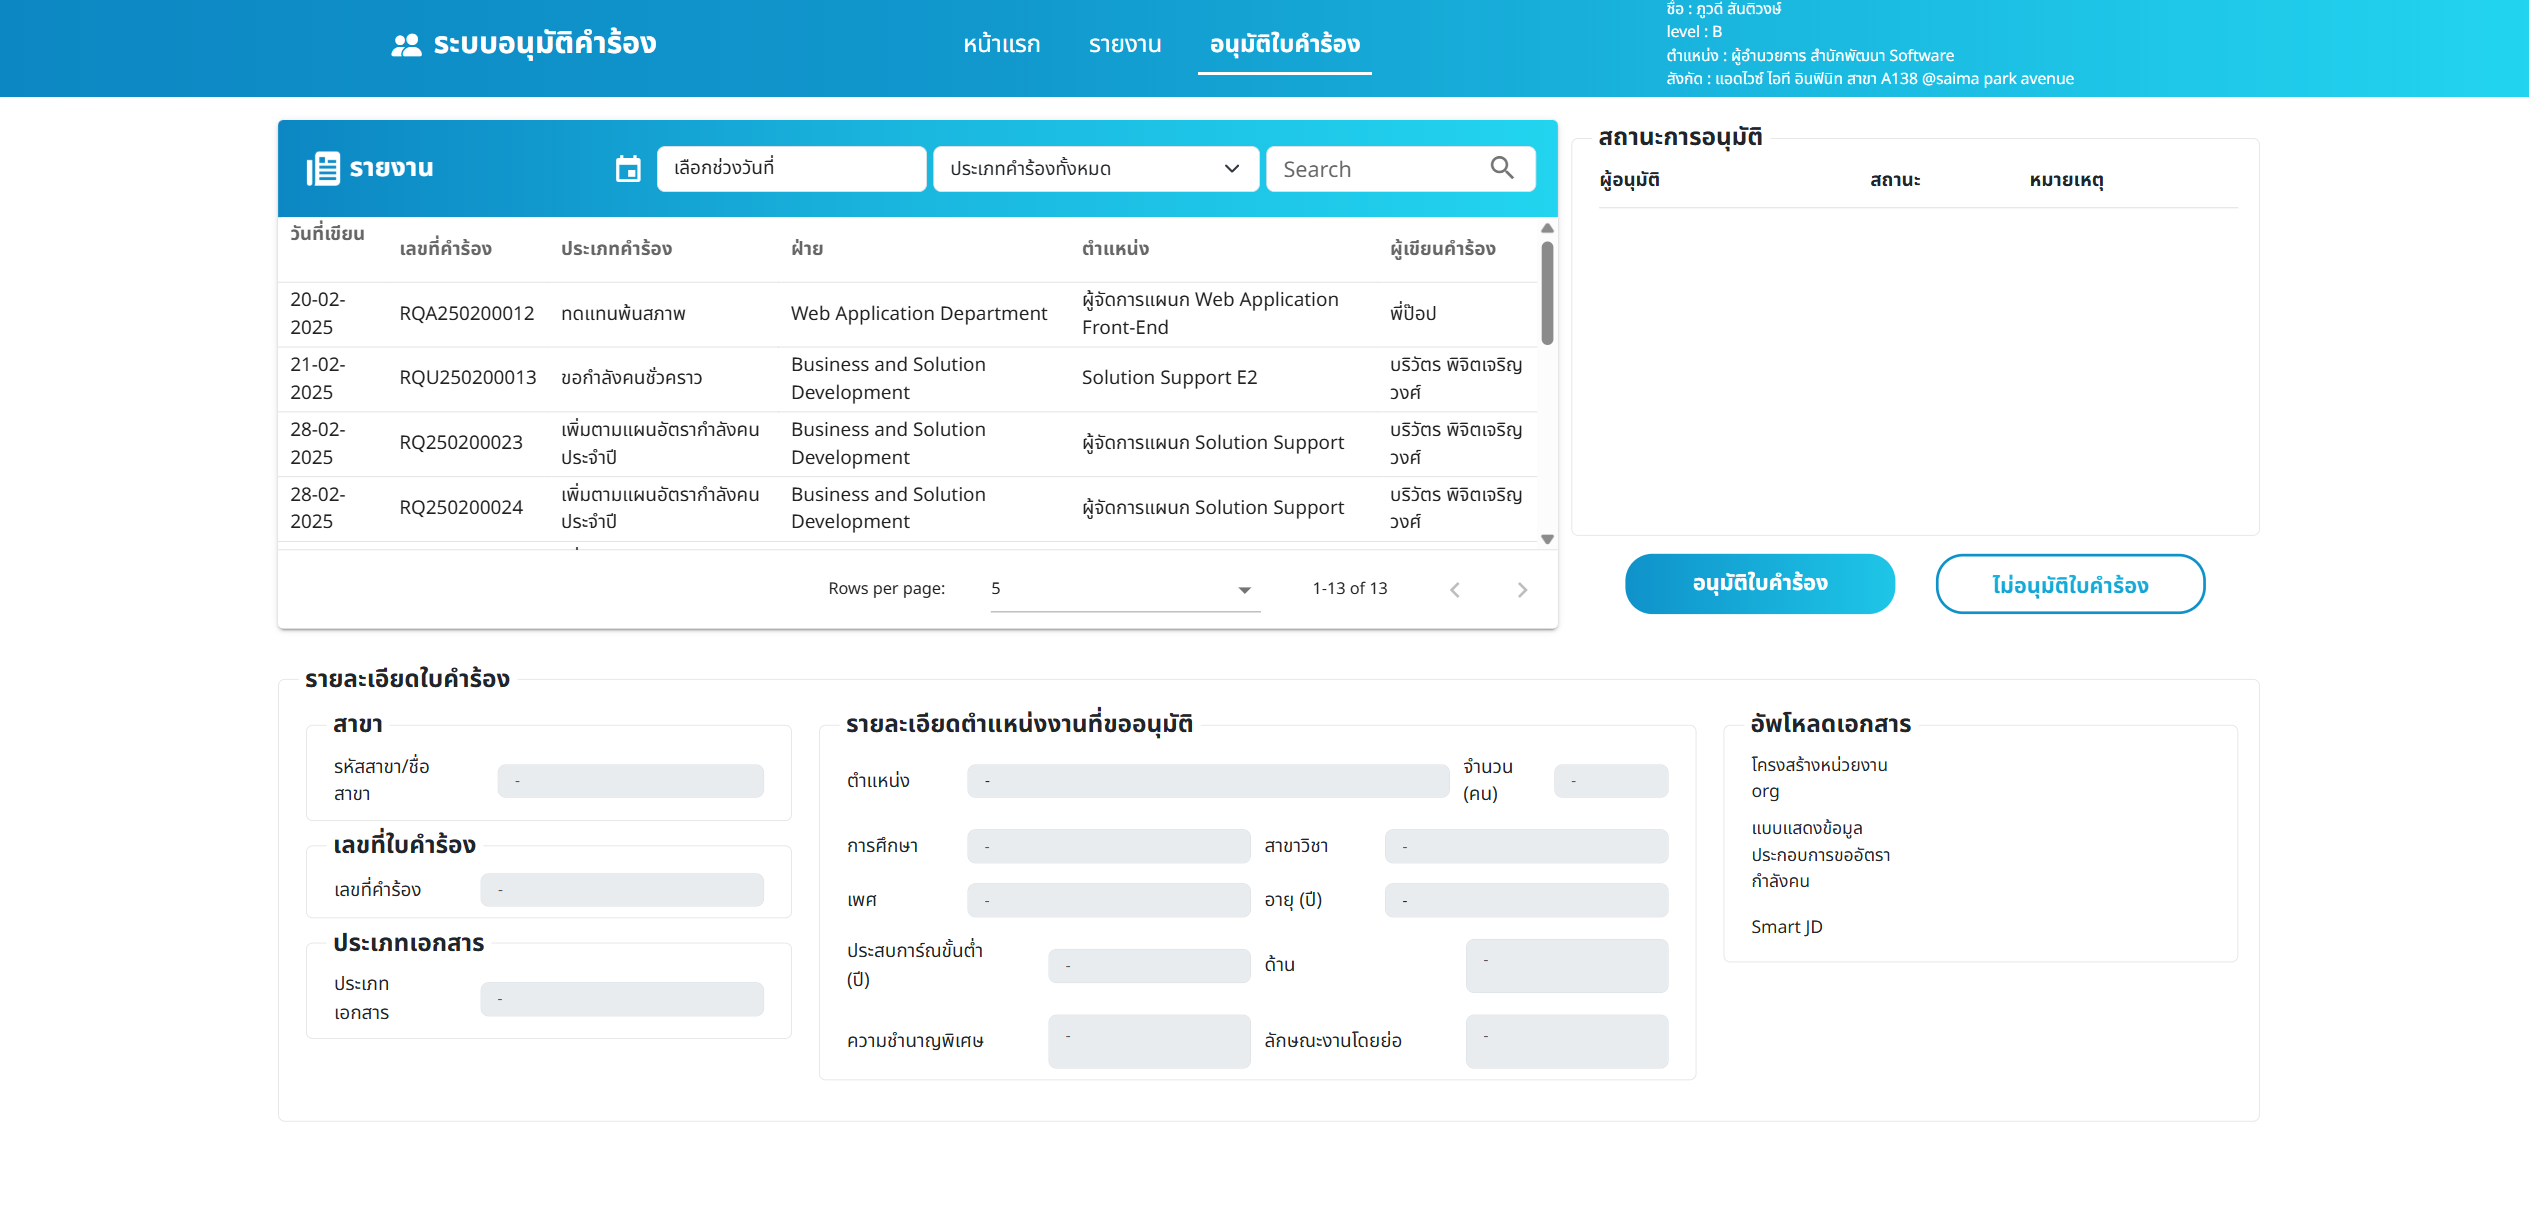 ระบบอนุมัติคำร้อง
หน้าแรก
รายงาน
อนุมัติใบคำร้อง
ชื่อ : ภูวดี สันติวงษ์
level : B
ตำแหน่ง : ผู้อำนวยการ สำนักพัฒนา Software
สังกัด : แอดไวซ์ ไอที อินฟินิท สาขา A138 @saima park avenue
รายงาน
เลือกช่วงวันที่
ประเภทคำร้องทั้งหมด
Search
วันที่เขียน เลขที่คำร้อง ประเภทคำร้อง ฝ่าย ตำแหน่ง ผู้เขียนคำร้อง
20-02-2025 RQA250200012 ทดแทนพ้นสภาพ Web Application Department ผู้จัดการแผนก Web Application Front-End พี่ป๊อป
21-02-2025 RQU250200013 ขอกำลังคนชั่วคราว Business and Solution Development Solution Support E2 บริวัตร พิจิตเจริญวงศ์
28-02-2025 RQ250200023 เพิ่มตามแผนอัตรากำลังคนประจำปี Business and Solution Development ผู้จัดการแผนก Solution Support บริวัตร พิจิตเจริญวงศ์
28-02-2025 RQ250200024 เพิ่มตามแผนอัตรากำลังคนประจำปี Business and Solution Development ผู้จัดการแผนก Solution Support บริวัตร พิจิตเจริญวงศ์
Rows per page: 5 1-13 of 13
สถานะการอนุมัติ
ผู้อนุมัติ สถานะ หมายเหตุ
อนุมัติใบคำร้อง
ไม่อนุมัติใบคำร้อง
รายละเอียดใบคำร้อง
สาขา
รหัสสาขา/ชื่อ
สาขา
-
เลขที่ใบคำร้อง
เลขที่คำร้อง -
ประเภทเอกสาร
ประเภท
เอกสาร
-
รายละเอียดตำแหน่งงานที่ขออนุมัติ
ตำแหน่ง - จำนวน (คน) -
การศึกษา - สาขาวิชา -
เพศ - อายุ (ปี) -
ประสบการ์ณขั้นต่ำ (ปี) - ด้าน -
ความชำนาญพิเศษ - ลักษณะงานโดยย่อ -
อัพโหลดเอกสาร
โครงสร้างหน่วยงาน
org
แบบแสดงข้อมูล
ประกอบการขออัตรา
กำลังคน
Smart JD